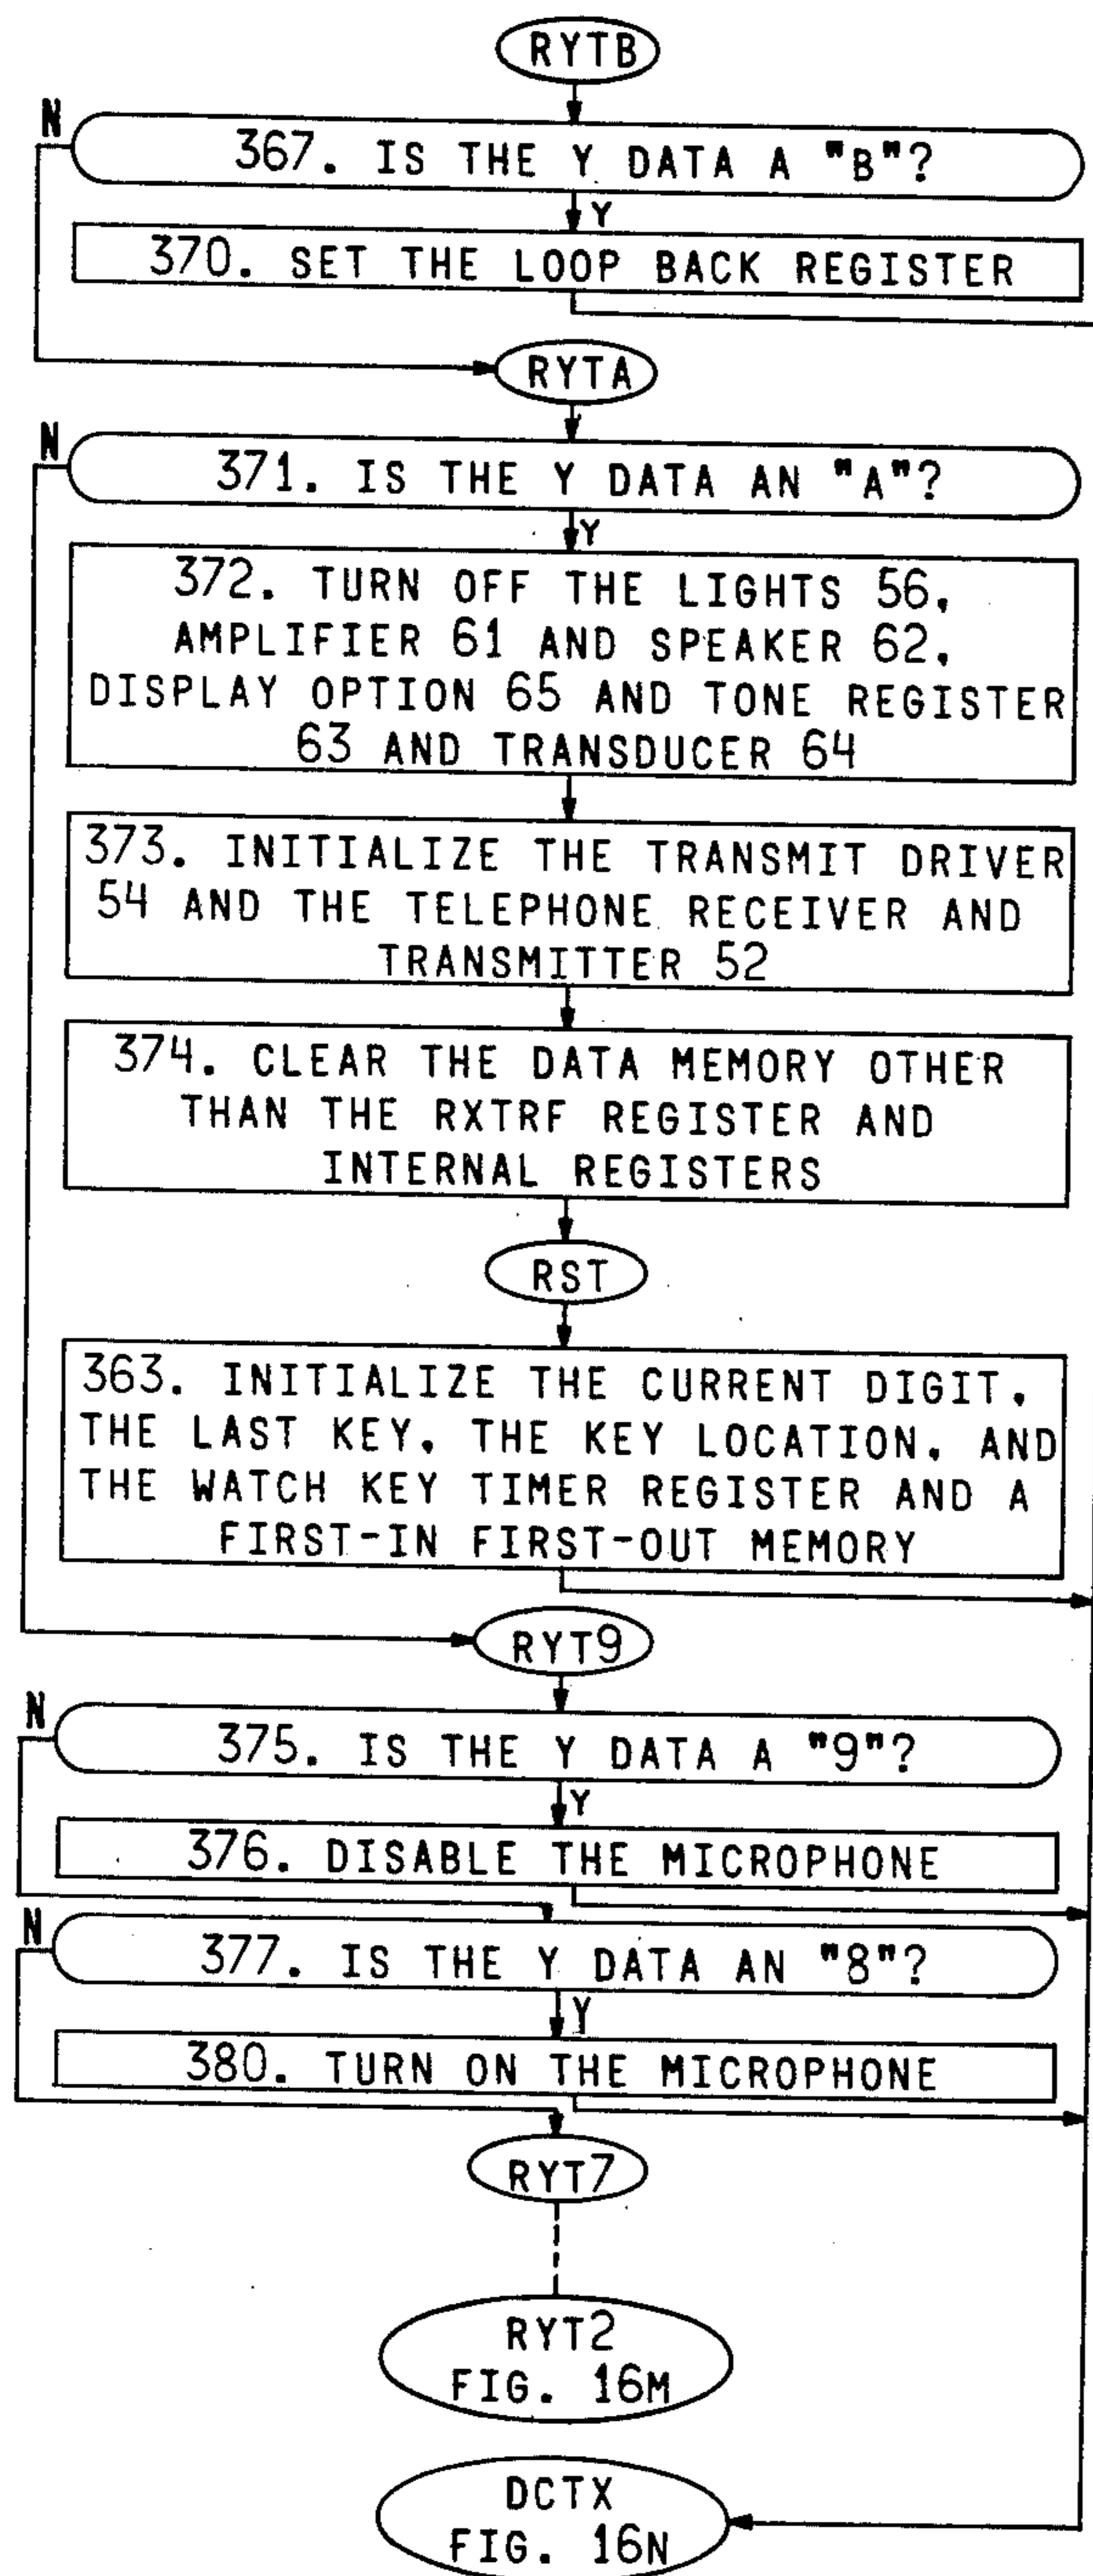 RYTB
N
367. IS THE Y DATA A "B"?
Y
370. SET THE LOOP BACK REGISTER
RYTA
N
371. IS THE Y DATA AN "A"?
Y
372. TURN OFF THE LIGHTS 56,
AMPLIFIER 61 AND SPEAKER 62,
DISPLAY OPTION 65 AND TONE REGISTER
63 AND TRANSDUCER 64
373. INITIALIZE THE TRANSMIT DRIVER
54 AND THE TELEPHONE RECEIVER AND
TRANSMITTER 52
374. CLEAR THE DATA MEMORY OTHER
THAN THE RXTRF REGISTER AND
INTERNAL REGISTERS
RST
363. INITIALIZE THE CURRENT DIGIT,
THE LAST KEY, THE KEY LOCATION, AND
THE WATCH KEY TIMER REGISTER AND A
FIRST-IN FIRST-OUT MEMORY
RYT9
N
375. IS THE Y DATA A "9"?
Y
376. DISABLE THE MICROPHONE
N
377. IS THE Y DATA AN "8"?
Y
380. TURN ON THE MICROPHONE
RYT7
RYT2
FIG. 16M
DCTX
FIG. 16N